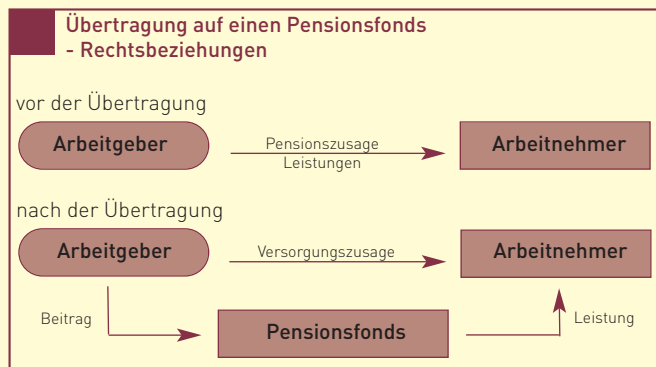 Übertragung auf einen Pensionsfonds
- Rechtsbeziehungen
vor der Übertragung
Arbeitgeber
Pensionszusage
Leistungen
Arbeitnehmer
nach der Übertragung
Arbeitgeber
Versorgungszusage
Arbeitnehmer
Beitrag
Pensionsfonds
Leistung